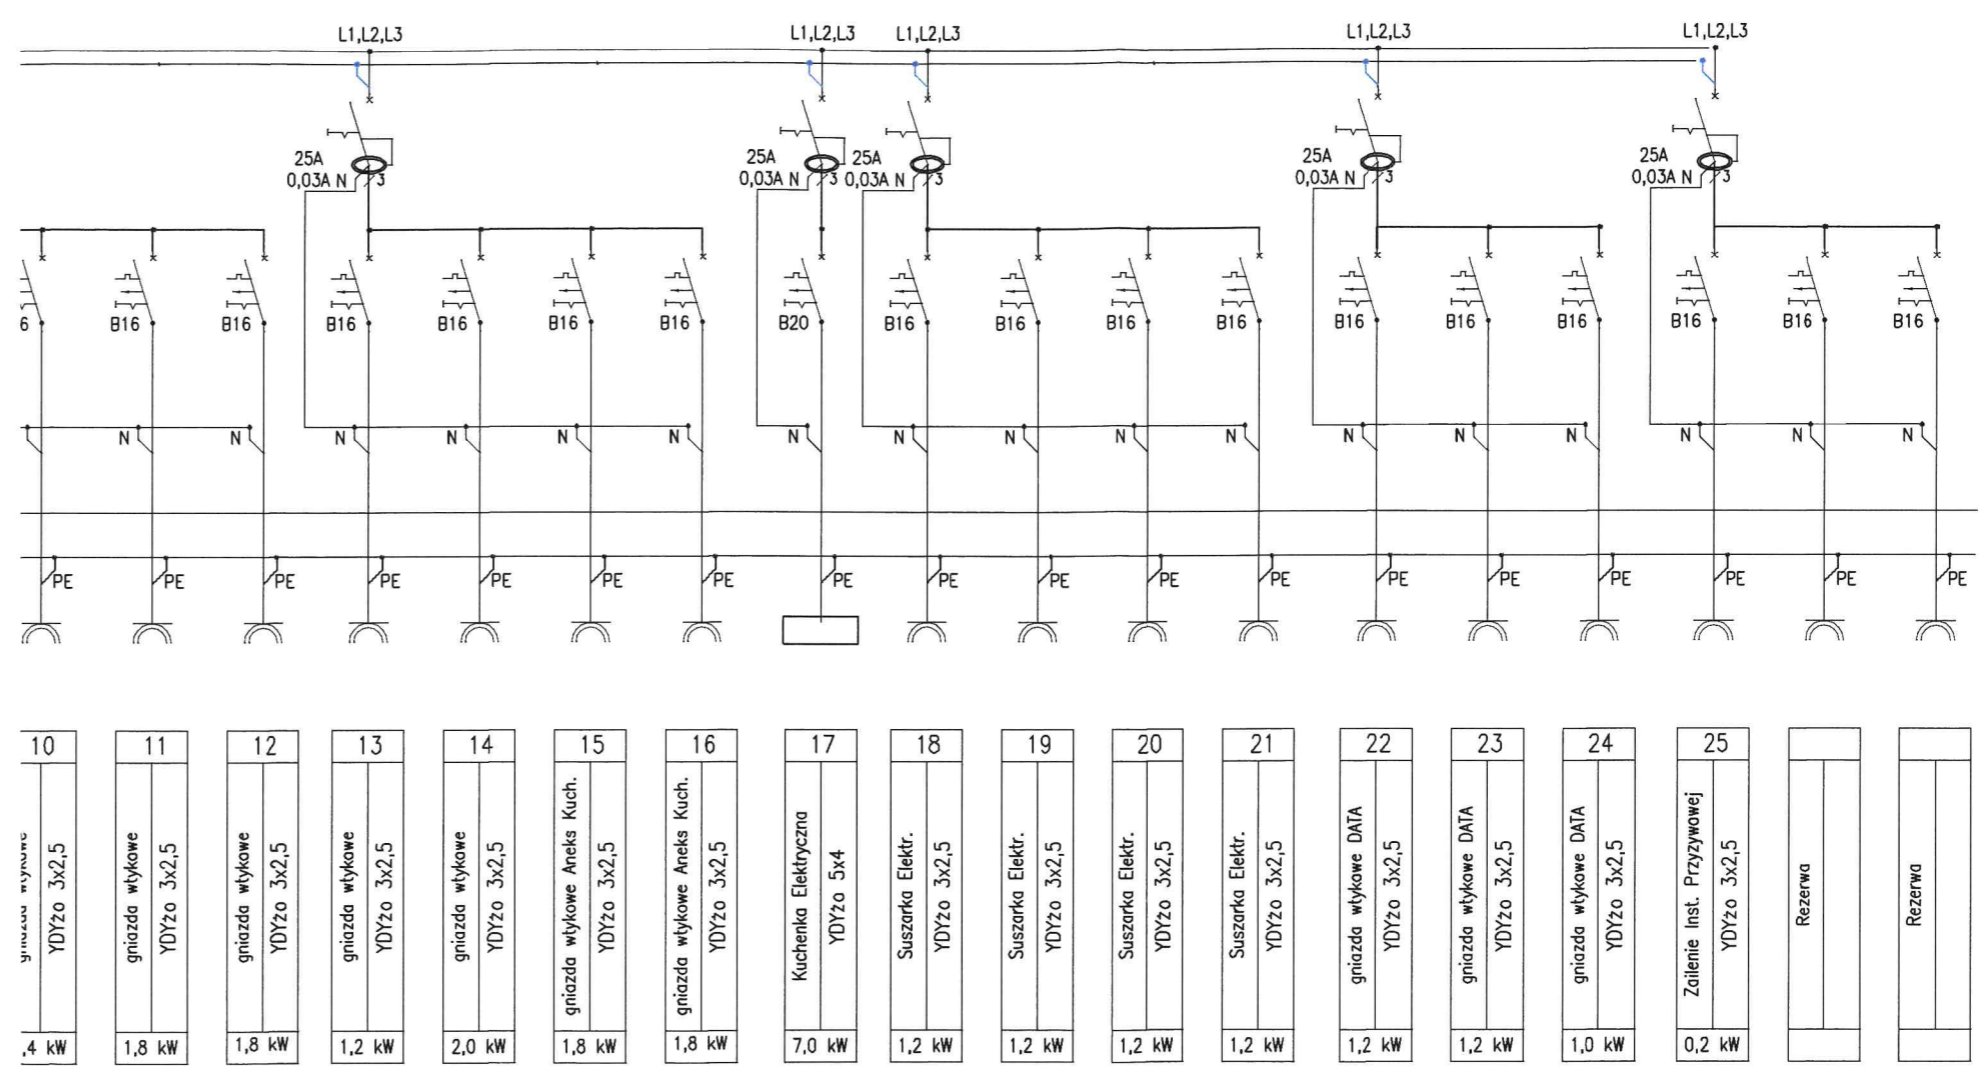 L1,L2,L3 L1,L2,L3 L1,L2,L3 L1,L2,L3 L1,L2,L3
25A 25A 25A 25A 25A
0,03A N 3 0,03A N 3 0,03A N 3 0,03A N 3 0,03A N 3
6 B16 B16 B16 B16 B16 B16 B20 B16 B16 B16 B16 B16 B16 B16 B16 B16 B16
N N N N N N N N N N N N N N N N N
PE PE PE PE PE PE PE PE PE PE PE PE PE PE PE PE PE PE
10 11 12 13 14 15 16 17 18 19 20 21 22 23 24 25
gniazda wtykowe
YDYżo 3x2,5
gniazda wtykowe
YDYżo 3x2,5
gniazda wtykowe
YDYżo 3x2,5
gniazda wtykowe
YDYżo 3x2,5
gniazda wtykowe
YDYżo 3x2,5
gniazda wtykowe Aneks Kuch.
YDYżo 3x2,5
gniazda wtykowe Aneks Kuch.
YDYżo 3x2,5
Kuchenka Elektryczna
YDYżo 5x4
Suszarka Elektr.
YDYżo 3x2,5
Suszarka Elektr.
YDYżo 3x2,5
Suszarka Elektr.
YDYżo 3x2,5
Suszarka Elektr.
YDYżo 3x2,5
gniazda wtykowe DATA
YDYżo 3x2,5
gniazda wtykowe DATA
YDYżo 3x2,5
gniazda wtykowe DATA
YDYżo 3x2,5
Zailenie Inst. Przyzywowej
YDYżo 3x2,5
Rezerwa
Rezerwa
,4 kW 1,8 kW 1,8 kW 1,2 kW 2,0 kW 1,8 kW 1,8 kW 7,0 kW 1,2 kW 1,2 kW 1,2 kW 1,2 kW 1,2 kW 1,2 kW 1,0 kW 0,2 kW